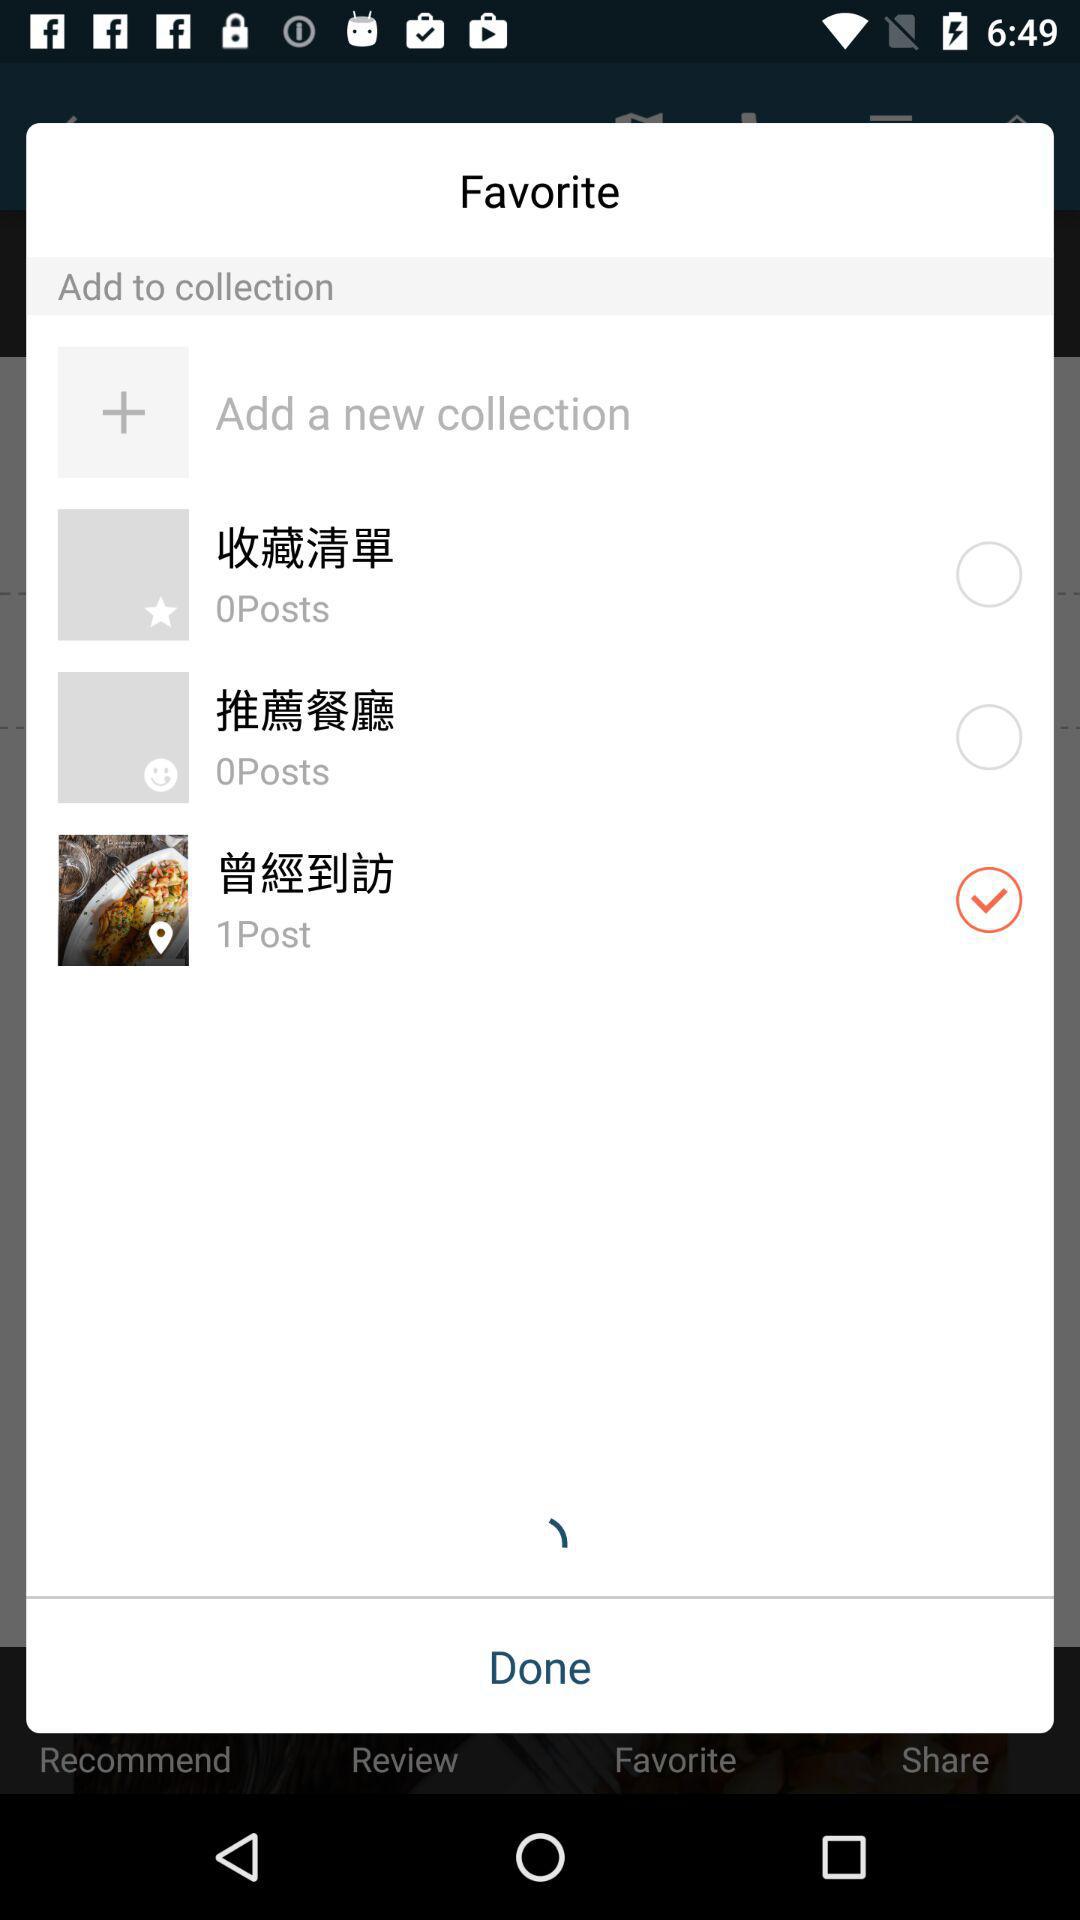 6:49
Favorite
Add to collection
Add a new collection
收藏清單
0Posts
推薦餐廳
0Posts
曾經到訪
1Post
Done
Recommend Review Favorite Share